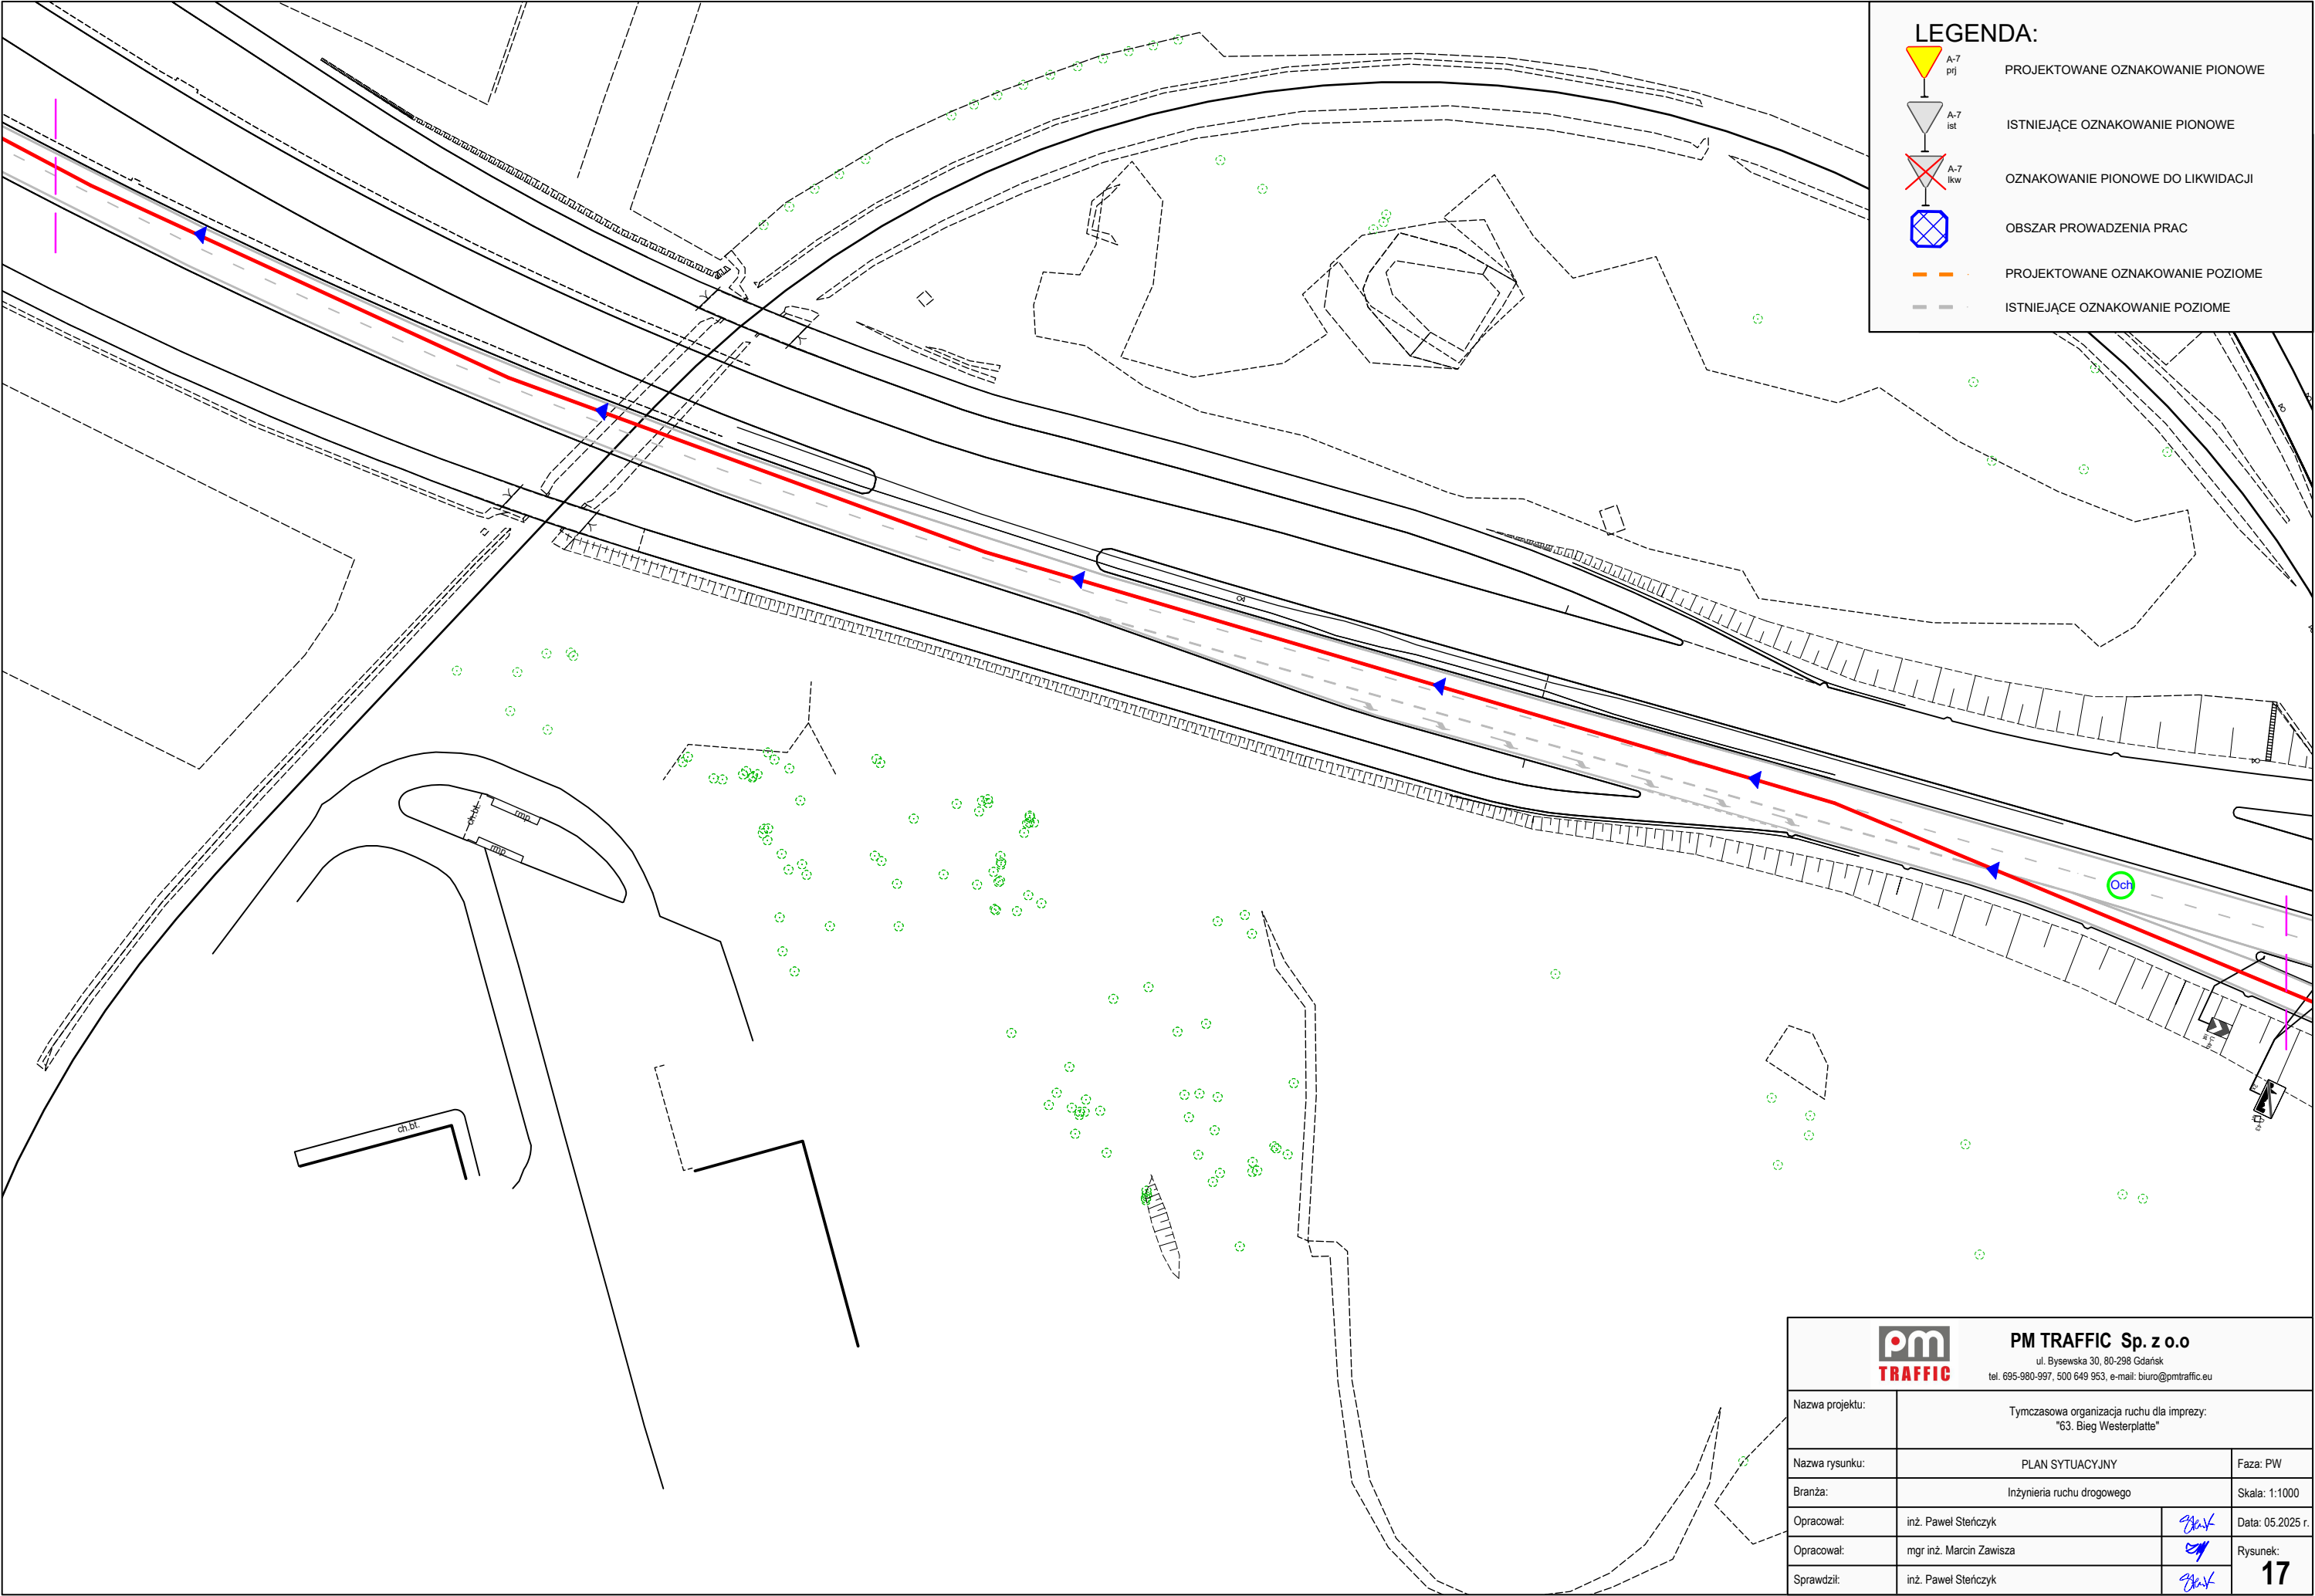 LEGENDA:
A-7
prj
PROJEKTOWANE OZNAKOWANIE PIONOWE
A-7
ist
ISTNIEJĄCE OZNAKOWANIE PIONOWE
A-7
lkw
OZNAKOWANIE PIONOWE DO LIKWIDACJI
OBSZAR PROWADZENIA PRAC
PROJEKTOWANE OZNAKOWANIE POZIOME
ISTNIEJĄCE OZNAKOWANIE POZIOME
Och
ch.bt.
rmp
rmp
ch.bt.
pm
TRAFFIC
PM TRAFFIC Sp. z o.o
ul. Bysewska 30, 80-298 Gdańsk
tel. 695-980-997, 500 649 953, e-mail: biuro@pmtraffic.eu
Nazwa projektu:
Tymczasowa organizacja ruchu dla imprezy:
"63. Bieg Westerplatte"
Nazwa rysunku:
PLAN SYTUACYJNY
Faza: PW
Branża:
Inżynieria ruchu drogowego
Skala: 1:1000
Opracował:
inż. Paweł Steńczyk
Data: 05.2025 r.
Opracował:
mgr inż. Marcin Zawisza
Rysunek:
17
Sprawdził:
inż. Paweł Steńczyk